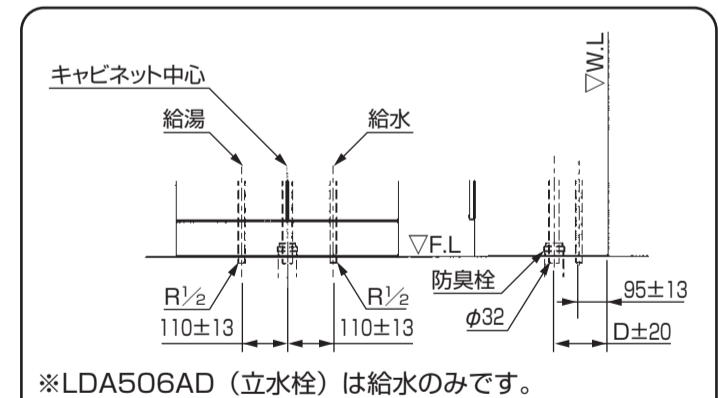 キャビネット中心
▽W.L
給湯
給水
▽F.L
防臭栓
R½
R½
φ32
95±13
110±13
110±13
D±20
※LDA506AD（立水栓）は給水のみです。